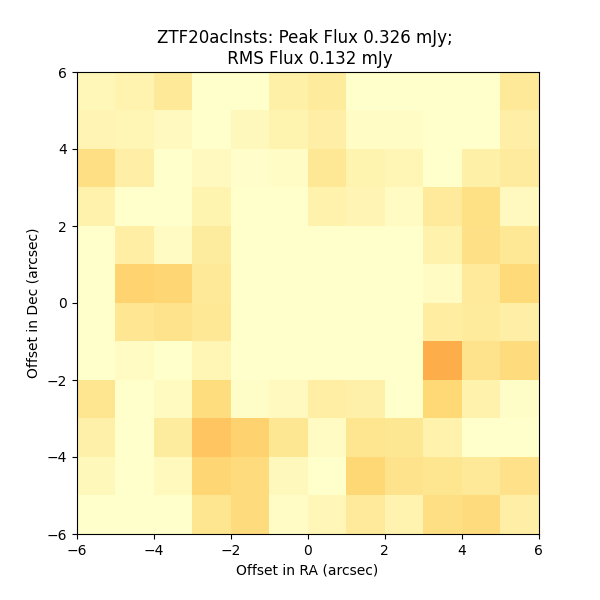 ZTF20aclnsts: Peak Flux 0.326 mJy;
RMS Flux 0.132 mJy
6
4
2
0
−2
−4
−6
Offset in Dec (arcsec)
−6 −4 −2 0 2 4 6
Offset in RA (arcsec)